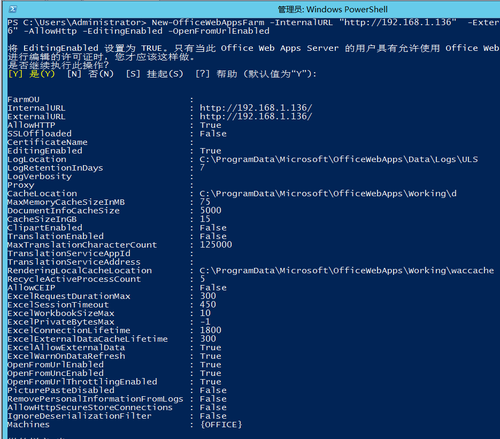 管理员: Windows PowerShell
PS C:\Users\Administrator> New-OfficeWebAppsFarm -InternalURL "http://192.168.1.136" -Exter
6" -AllowHttp -EditingEnabled -OpenFromUrlEnabled
将 EditingEnabled 设置为 TRUE。只有当此 Office Web Apps Server 的用户具有允许使用 Office Web
进行编辑的许可证时，您才应该这样做。
是否继续执行此操作?
[Y] 是(Y) [N] 否(N) [S] 挂起(S) [?] 帮助 (默认值为"Y"):
FarmOU :
InternalURL : http://192.168.1.136/
ExternalURL : http://192.168.1.136/
AllowHTTP : True
SSLOffloaded : False
CertificateName :
EditingEnabled : True
LogLocation : C:\ProgramData\Microsoft\OfficeWebApps\Data\Logs\ULS
LogRetentionInDays : 7
LogVerbosity :
Proxy :
CacheLocation : C:\ProgramData\Microsoft\OfficeWebApps\Working\d
MaxMemoryCacheSizeInMB : 75
DocumentInfoCacheSize : 5000
CacheSizeInGB : 15
ClipartEnabled : False
TranslationEnabled : False
MaxTranslationCharacterCount : 125000
TranslationServiceAppId :
TranslationServiceAddress :
RenderingLocalCacheLocation : C:\ProgramData\Microsoft\OfficeWebApps\Working\waccache
RecycleActiveProcessCount : 5
AllowCEIP : False
ExcelRequestDurationMax : 300
ExcelSessionTimeout : 450
ExcelWorkbookSizeMax : 10
ExcelPrivateBytesMax : -1
ExcelConnectionLifetime : 1800
ExcelExternalDataCacheLifetime : 300
ExcelAllowExternalData : True
ExcelWarnOnDataRefresh : True
OpenFromUrlEnabled : True
OpenFromUncEnabled : True
OpenFromUrlThrottlingEnabled : True
PicturePasteDisabled : False
RemovePersonalInformationFromLogs : False
AllowHttpSecureStoreConnections : False
IgnoreDeserializationFilter : False
Machines : {OFFICE}